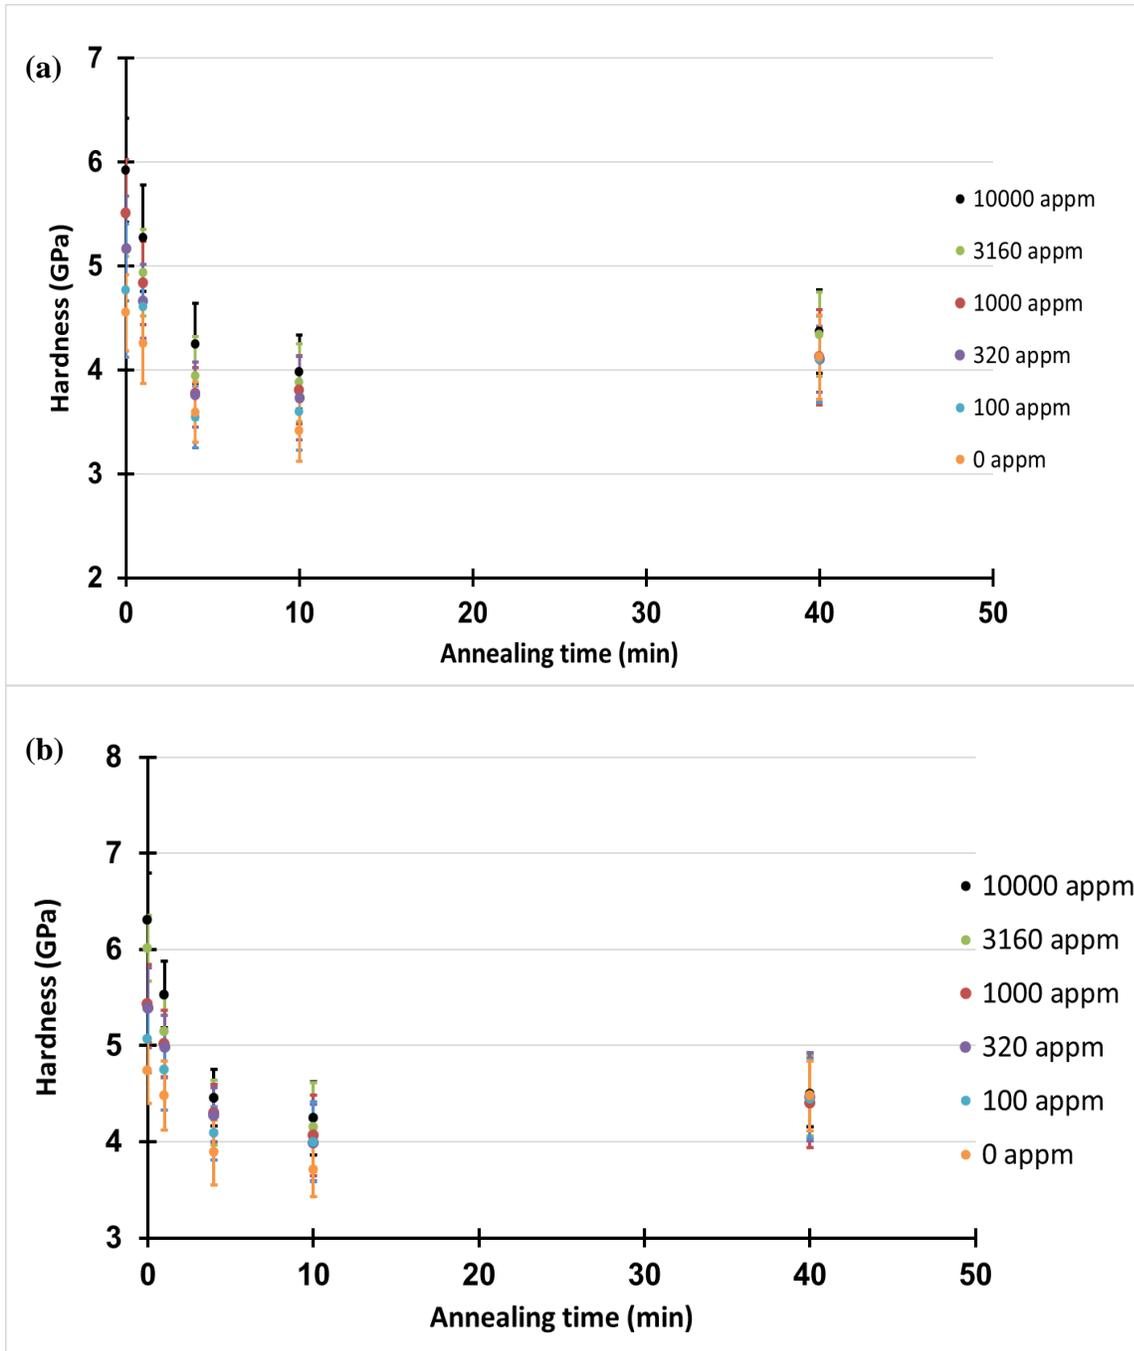 (a)
7
6
5
4
3
2
Hardness (GPa)
0 10 20 30 40 50
Annealing time (min)
10000 appm
3160 appm
1000 appm
320 appm
100 appm
0 appm
(b)
8
7
6
5
4
3
Hardness (GPa)
0 10 20 30 40 50
Annealing time (min)
10000 appm
3160 appm
1000 appm
320 appm
100 appm
0 appm